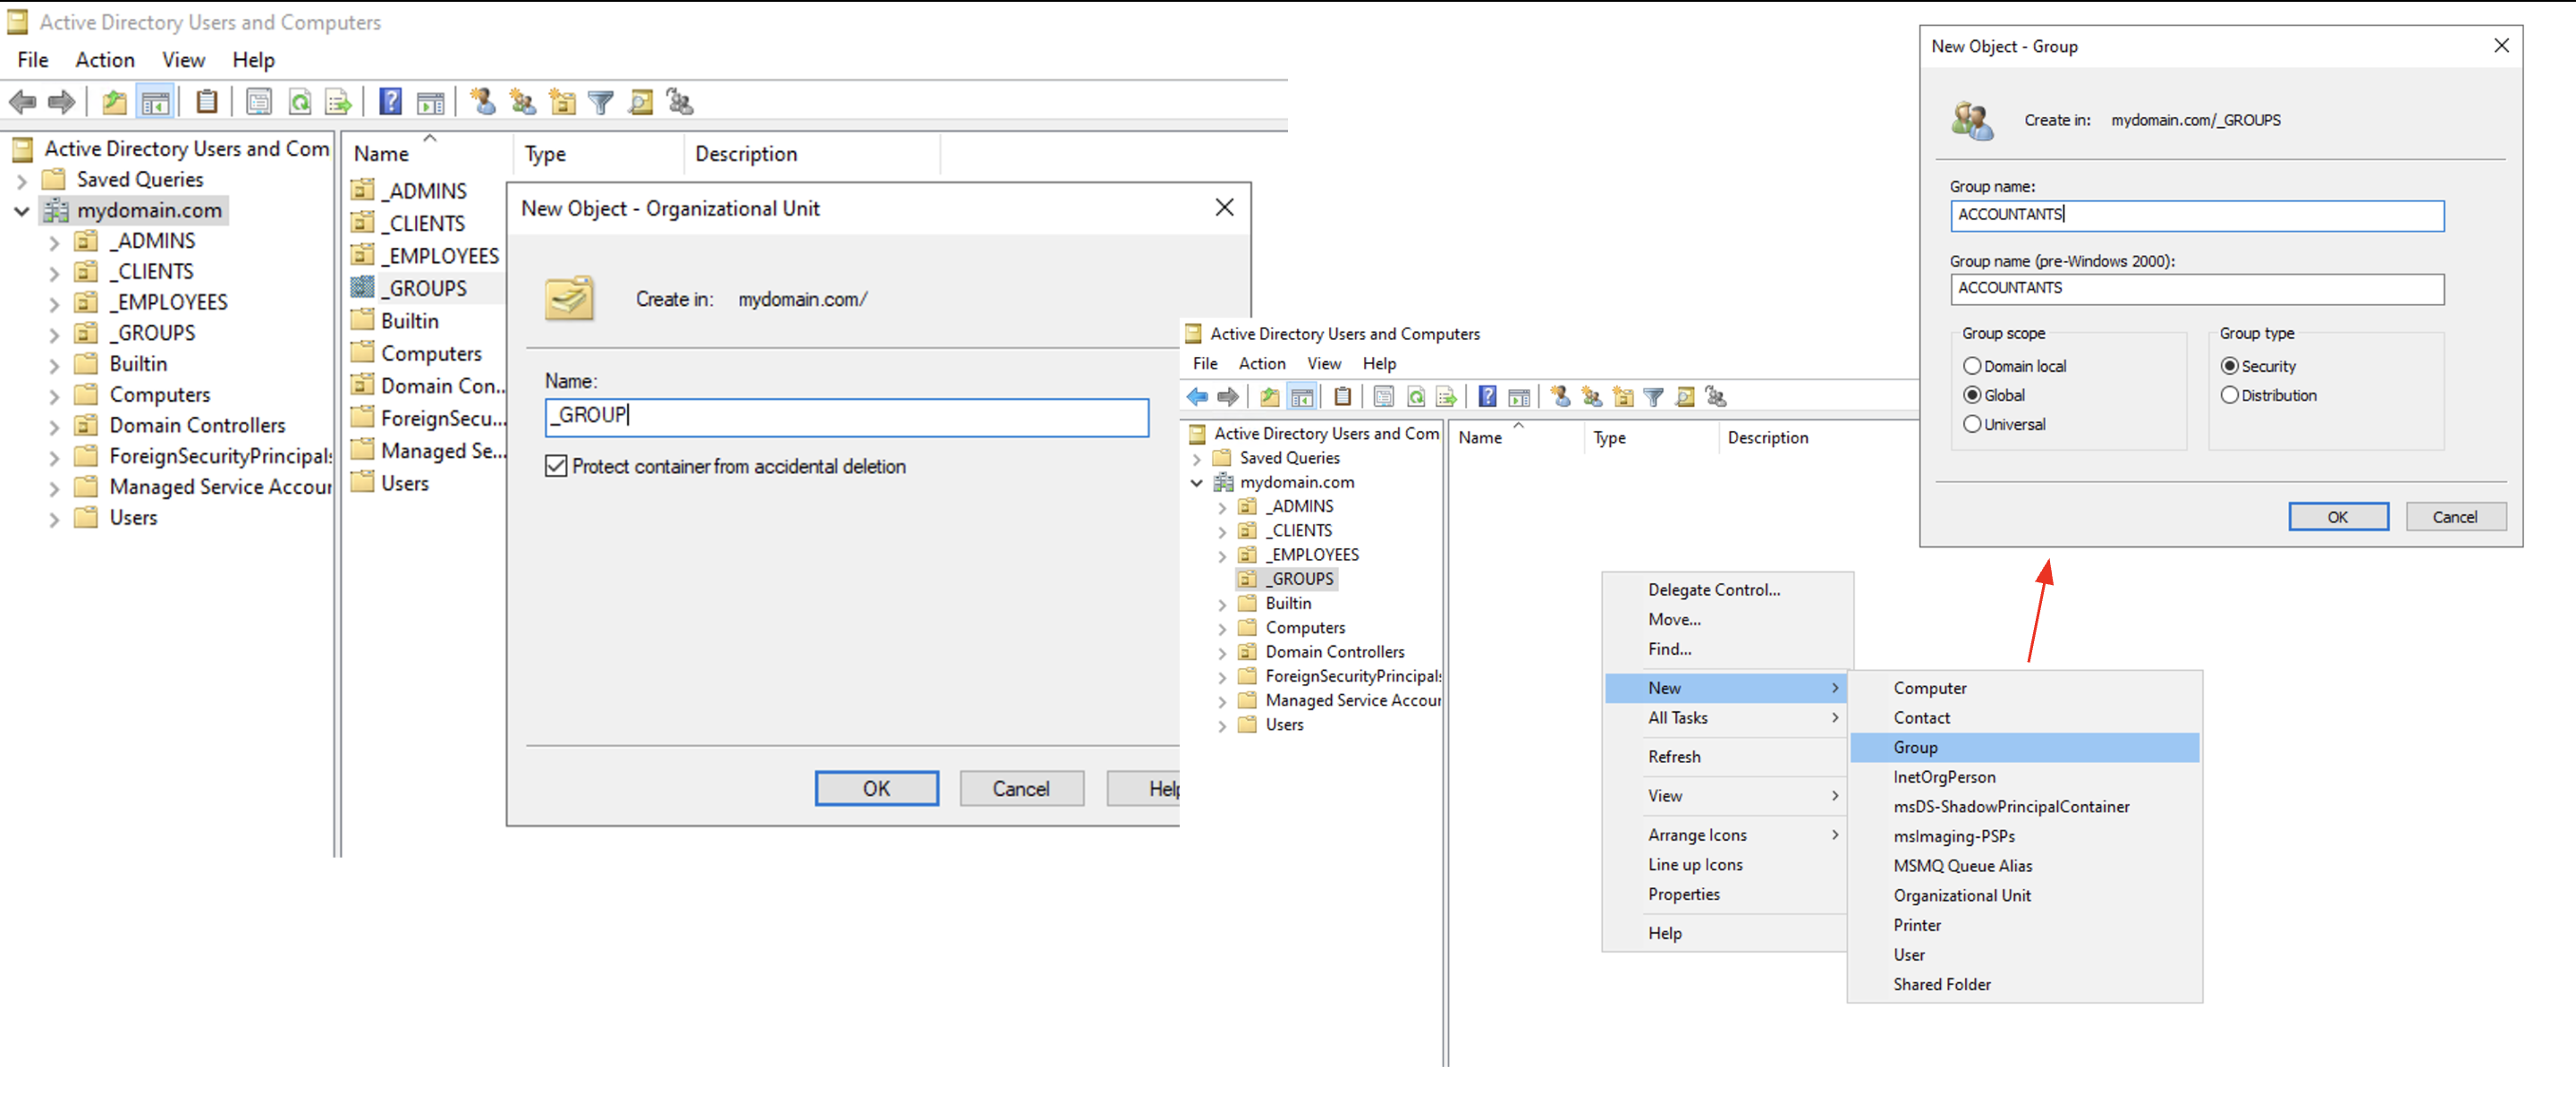 Active Directory Users and Computers
File Action View Help
Active Directory Users and Com
Saved Queries
mydomain.com
_ADMINS
_CLIENTS
_EMPLOYEES
_GROUPS
Builtin
Computers
Domain Controllers
ForeignSecurityPrincipals
Managed Service Accour
Users
Name Type Description
_ADMINS
_CLIENTS
_EMPLOYEES
_GROUPS
Builtin
Computers
Domain Con...
ForeignSecu...
Managed Se...
Users
New Object - Organizational Unit
Create in: mydomain.com/
Name:
_GROUP
Protect container from accidental deletion
OK Cancel Help
Active Directory Users and Computers
File Action View Help
Active Directory Users and Com
Saved Queries
mydomain.com
_ADMINS
_CLIENTS
_EMPLOYEES
_GROUPS
Builtin
Computers
Domain Controllers
ForeignSecurityPrincipals
Managed Service Accour
Users
Name Type Description
Delegate Control...
Move...
Find...
New
All Tasks
Refresh
View
Arrange Icons
Line up Icons
Properties
Help
Computer
Contact
Group
InetOrgPerson
msDS-ShadowPrincipalContainer
msImaging-PSPs
MSMQ Queue Alias
Organizational Unit
Printer
User
Shared Folder
New Object - Group
Create in: mydomain.com/_GROUPS
Group name:
ACCOUNTANTS
Group name (pre-Windows 2000):
ACCOUNTANTS
Group scope
Domain local
Global
Universal
Group type
Security
Distribution
OK Cancel